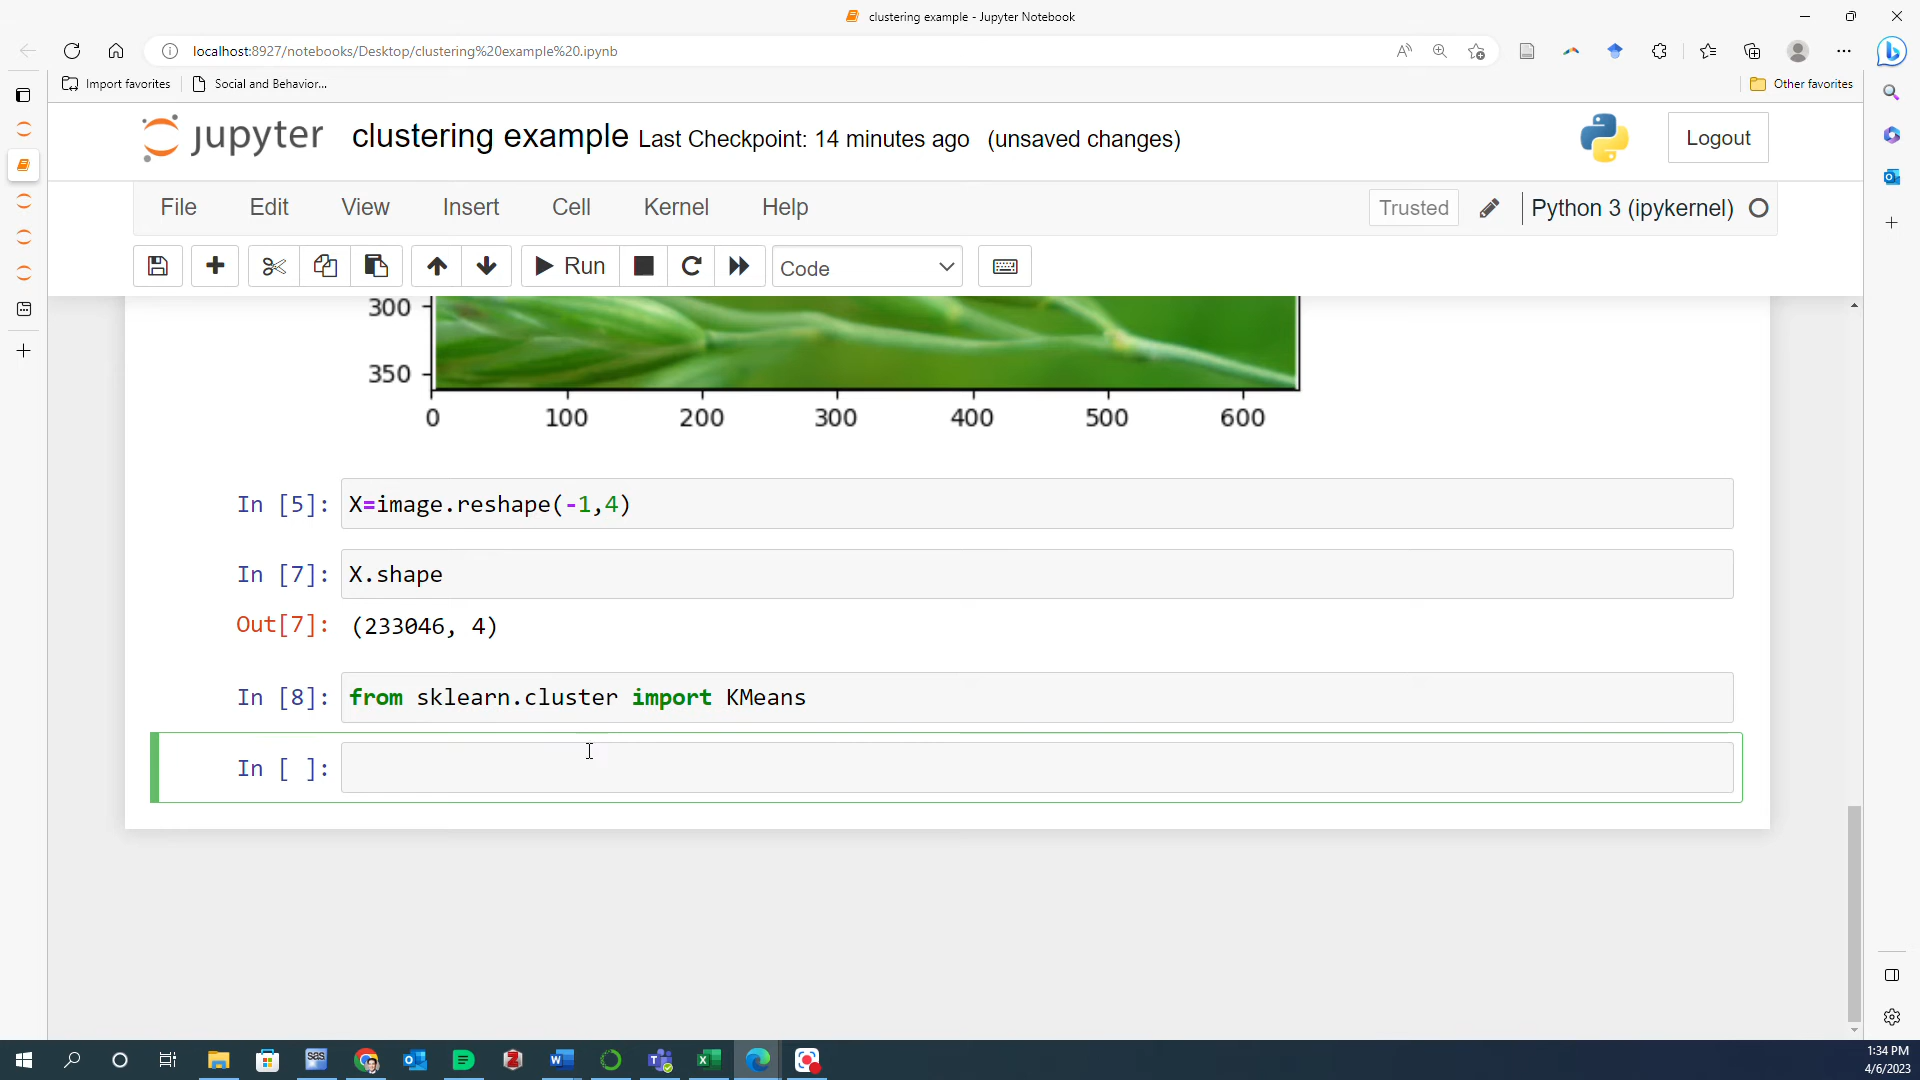 clustering example - Jupyter Notebook
localhost:8927/notebooks/Desktop/clustering%20example%20.ipynb
Import favorites
Social and Behavior...
Other favorites
jupyter clustering example Last Checkpoint: 14 minutes ago (unsaved changes)
Logout
File Edit View Insert Cell Kernel Help
Trusted
Python 3 (ipykernel)
Run
Code
300
350
0 100 200 300 400 500 600
In [5]: X=image.reshape(-1,4)
In [7]: X.shape
Out[7]: (233046, 4)
In [8]: from sklearn.cluster import KMeans
In [ ]:
1:34 PM
4/6/2023